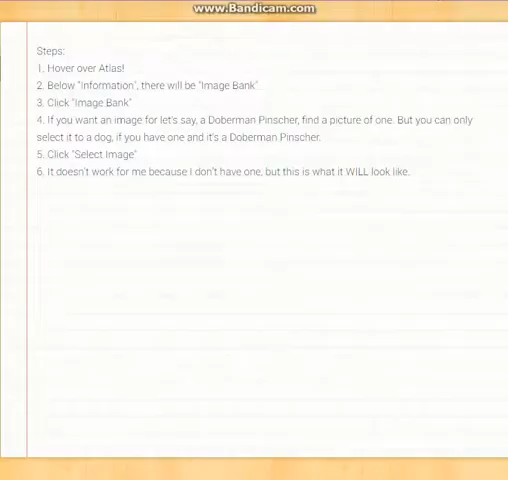 www.Bandicam.com
Steps:
1. Hover over Atlas!
2. Below "Information", there will be "Image Bank"
3. Click "Image Bank"
4. If you want an image for let's say, a Doberman Pinscher, find a picture of one. But you can only
select it to a dog, if you have one and it's a Doberman Pinscher.
5. Click "Select Image"
6. It doesn't work for me because I don't have one, but this is what it WILL look like.